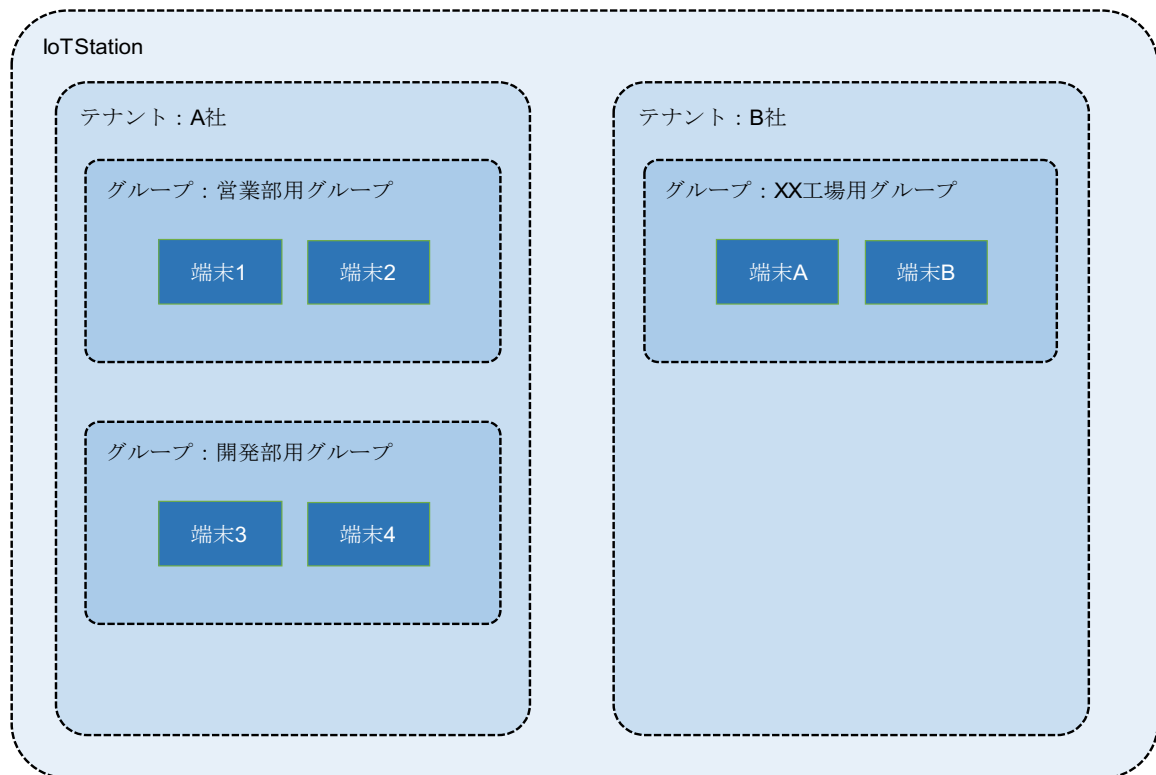 IoTStation
テナント：A社
グループ：営業部用グループ
端末1
端末2
グループ：開発部用グループ
端末3
端末4
テナント：B社
グループ：XX工場用グループ
端末A
端末B